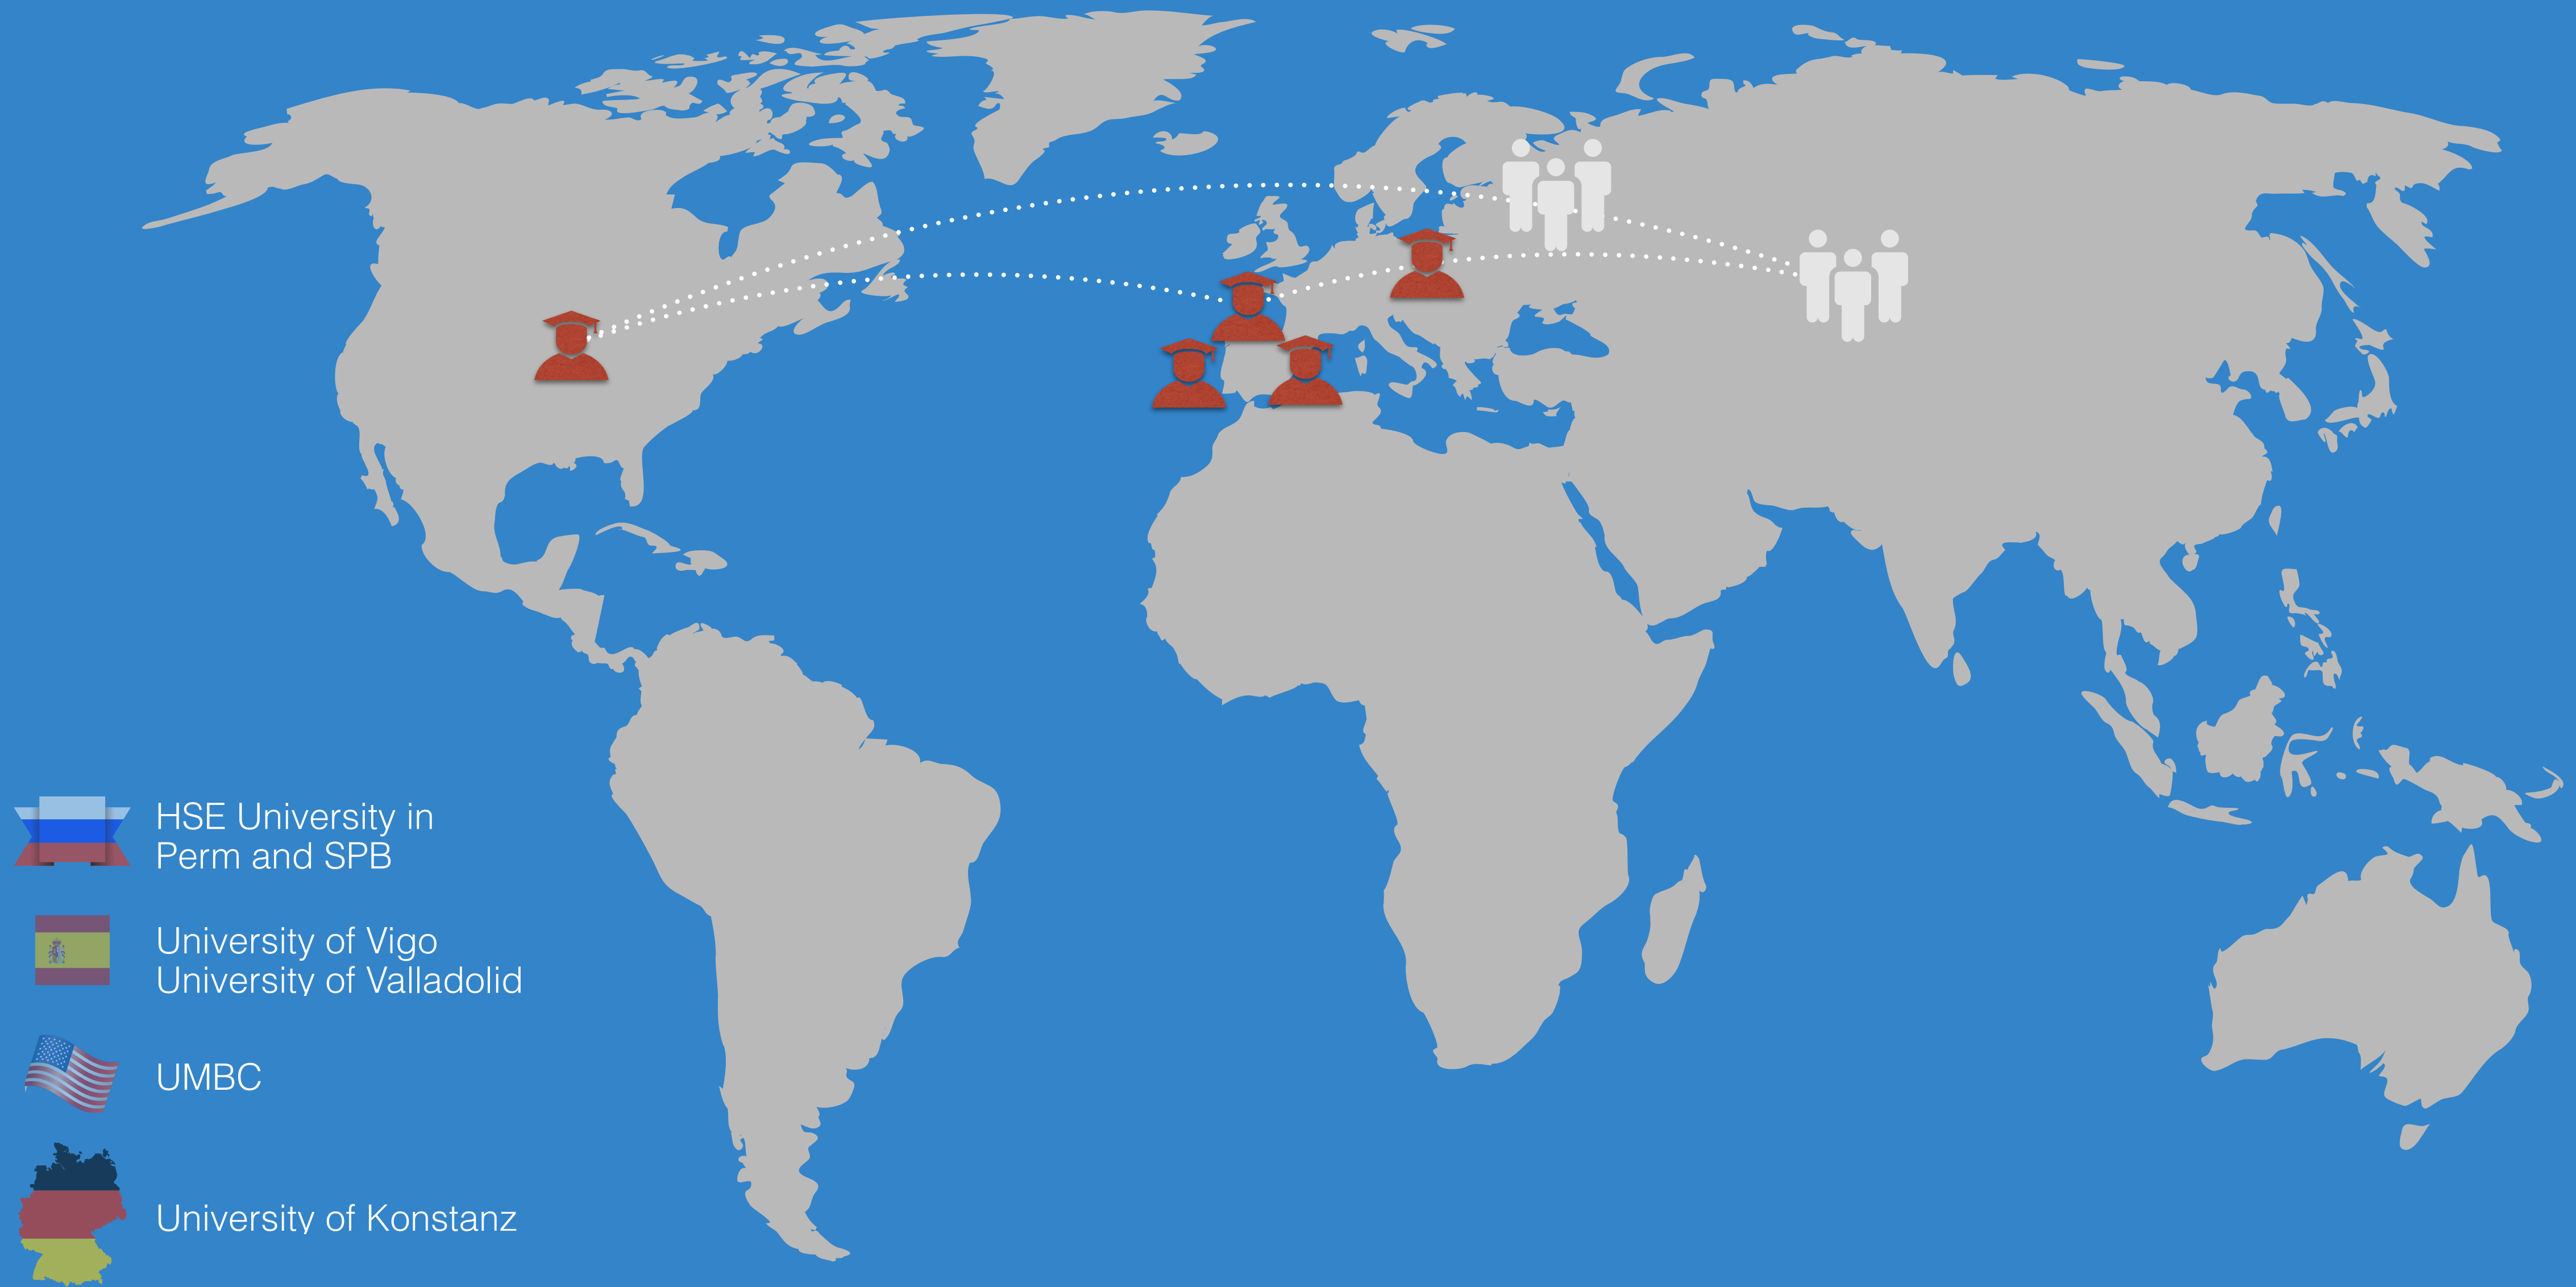 HSE University in
Perm and SPB
University of Vigo
University of Valladolid
UMBC
University of Konstanz